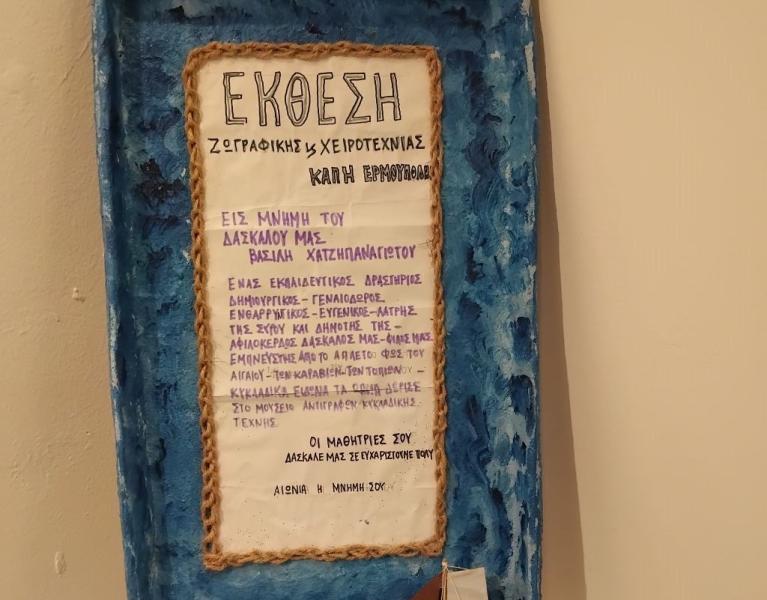 ΕΚΘΕΣΗ
ΖΩΓΡΑΦΙΚΗΣ ϗ ΧΕΙΡΟΤΕΧΝΙΑΣ
ΚΑΠΗ ΕΡΜΟΥΠΟΛΗΣ
ΕΙΣ ΜΝΗΜΗ ΤΟΥ
ΔΑΣΚΑΛΟΥ ΜΑΣ
ΒΑΣΙΛΗ ΧΑΤΖΗΠΑΝΑΓΙΩΤΟΥ
ΕΝΑΣ ΕΚΠΑΙΔΕΥΤΙΚΟΣ ΔΡΑΣΤΗΡΙΟΣ
ΔΗΜΙΟΥΡΓΙΚΟΣ-ΓΕΝΑΙΟΔΩΡΟΣ
ΕΝΘΑΡΡΥΝΤΙΚΟΣ-ΕΥΓΕΝΙΚΟΣ-ΛΑΤΡΗΣ
ΤΗΣ ΣΥΡΟΥ ΚΑΙ ΔΗΜΟΤΗΣ ΤΗΣ-
ΑΦΙΛΟΚΕΡΔΟΣ ΔΑΣΚΑΛΟΣ ΜΑΣ-ΦΙΛΟΣ ΜΑΣ
ΕΜΠΝΕΥΣΤΗΣ ΑΠΟ ΤΟ ΑΠΛΕΤΟ ΦΩΣ ΤΟΥ
ΑΙΓΑΙΟΥ-ΤΩΝ ΚΑΡΑΒΙΩΝ-ΤΩΝ ΤΟΠΙΩΝ-
ΚΥΚΛΑΔΙΚΑ ΕΙΔΩΛΑ ΤΑ ΔΩΡΙΣΕ
ΣΤΟ ΜΟΥΣΕΙΟ ΑΝΤΙΓΡΑΦΩΝ ΚΥΚΛΑΔΙΚΗΣ
ΤΕΧΝΗΣ
ΟΙ ΜΑΘΗΤΡΙΕΣ ΣΟΥ
ΔΑΣΚΑΛΕ ΜΑΣ ΣΕ ΕΥΧΑΡΙΣΤΟΥΜΕ ΠΟΛΥ
ΑΙΩΝΙΑ Η ΜΝΗΜΗ ΣΟΥ